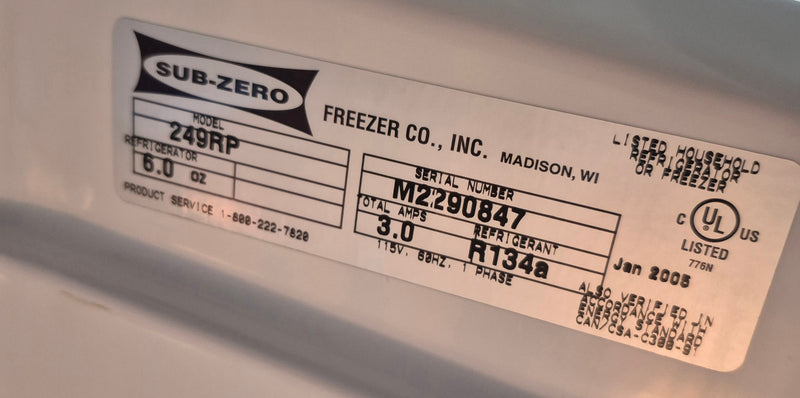 SUB-ZERO
FREEZER CO., INC. MADISON, WI
MODEL
249RP
REFRIGERATOR
6.0 OZ
PRODUCT SERVICE 1-800-222-7820
SERIAL NUMBER
M2290847
TOTAL AMPS REFRIGERANT
3.0 R134a
115V, 60HZ, 1 PHASE
LISTED HOUSEHOLD
REFRIGERATOR
OR FREEZER
C UL US
LISTED
776N
Jan 2005
ALSO VERIFIED IN
ACCORDANCE WITH
ENERGY STANDARD